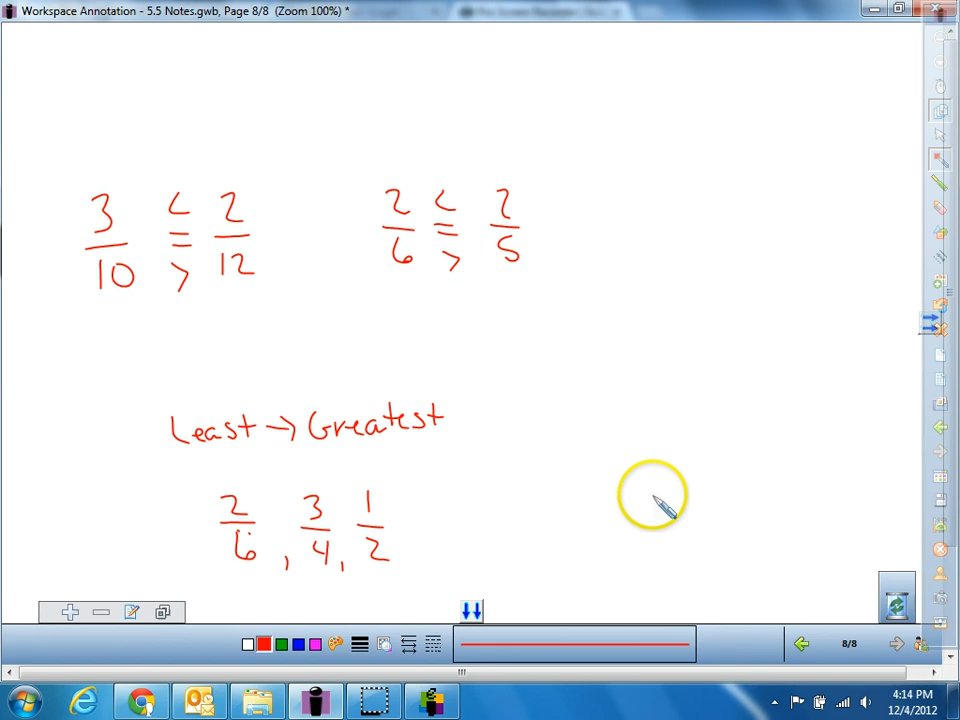 Workspace Annotation - 5.5 Notes.gwb, Page 8/8 (Zoom 100%) *
3 < 2 2 < 2
— = — — = —
10 > 12 6 > 5
Least → Greatest
2 3 1
— — —
6 , 4 , 2
8/8
4:14 PM
12/4/2012